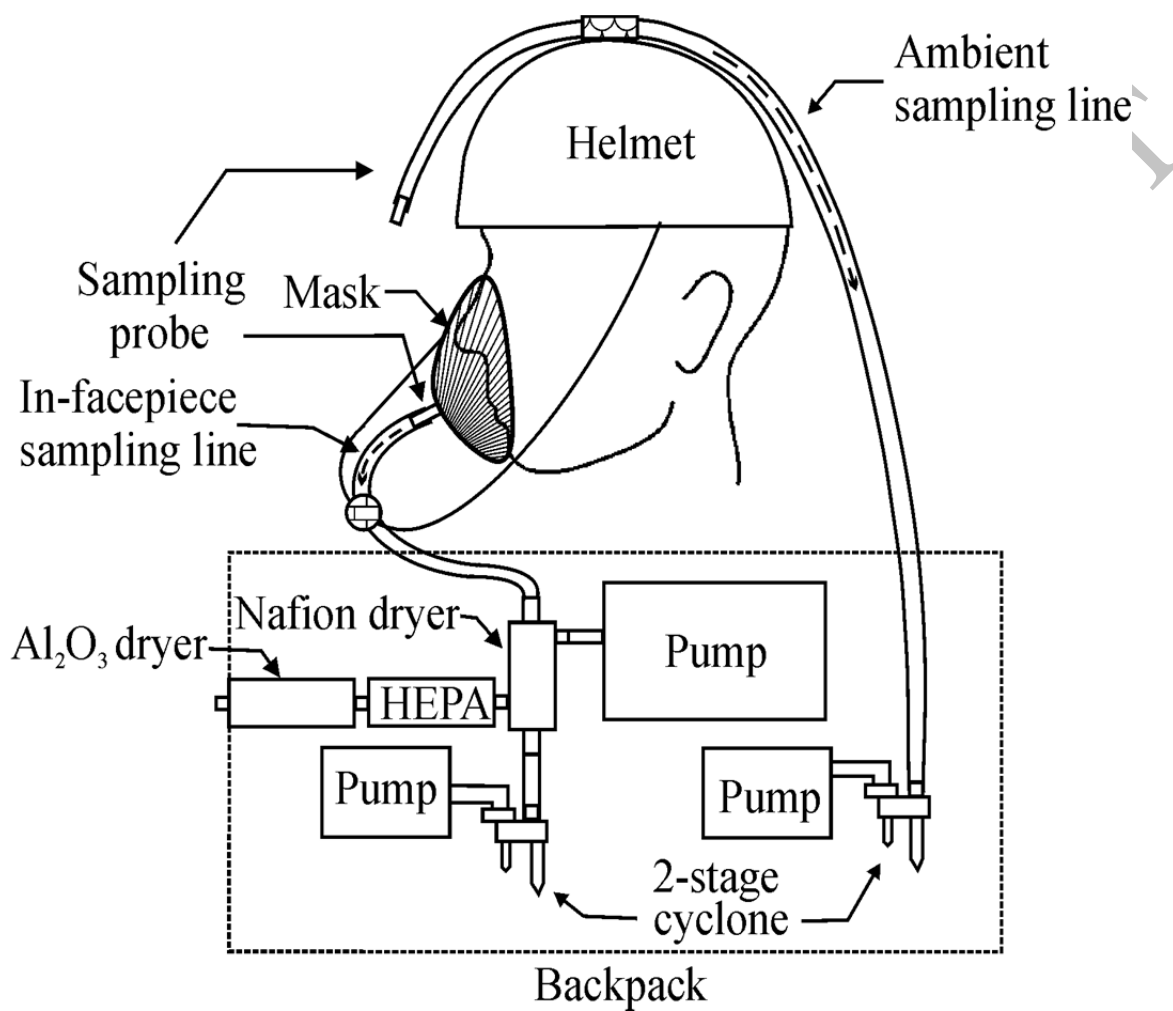 Ambient
sampling line
Helmet
Sampling
probe
Mask
In-facepiece
sampling line
Nafion dryer
Al₂O₃ dryer
HEPA
Pump
Pump
Pump
2-stage
cyclone
Backpack